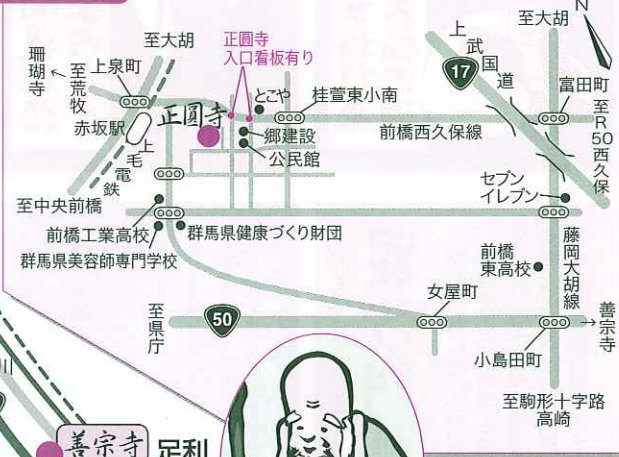 至大胡
正圓寺
入口看板有り
上武国道
17
至大胡
N
珊瑚寺
至荒牧
上泉町
とこや
桂萱東小南
富田町
赤坂駅
正圓寺
郷建設
公民館
前橋西久保線
至R50西久保
上毛電鉄
至中央前橋
セブン
イレブン
前橋工業高校
群馬県健康づくり財団
群馬県美容師専門学校
前橋
東高校
藤岡大胡線
女屋町
至県庁
50
善宗寺
小島田町
至駒形十字路
高崎
川
善宗寺
足利